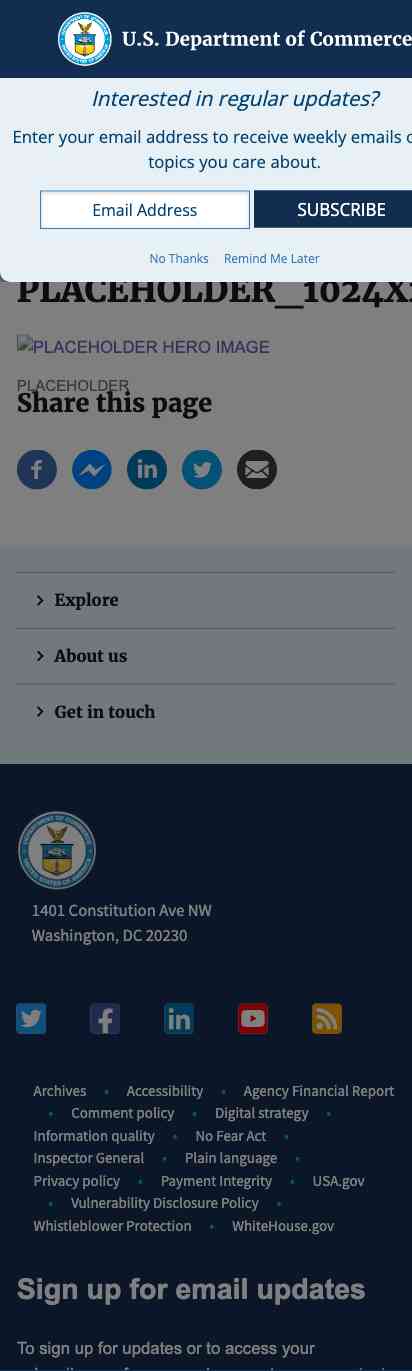 U.S. Department of Commerce
Interested in regular updates?
Enter your email address to receive weekly emails
topics you care about.
Email Address
SUBSCRIBE
No Thanks Remind Me Later
PLACEHOLDER_1024X
PLACEHOLDER HERO IMAGE
PLACEHOLDER
Share this page
Explore
About us
Get in touch
1401 Constitution Ave NW
Washington, DC 20230
Archives • Accessibility • Agency Financial Report
• Comment policy • Digital strategy •
Information quality • No Fear Act •
Inspector General • Plain language •
Privacy policy • Payment Integrity • USA.gov
• Vulnerability Disclosure Policy •
Whistleblower Protection • WhiteHouse.gov
Sign up for email updates
To sign up for updates or to access your